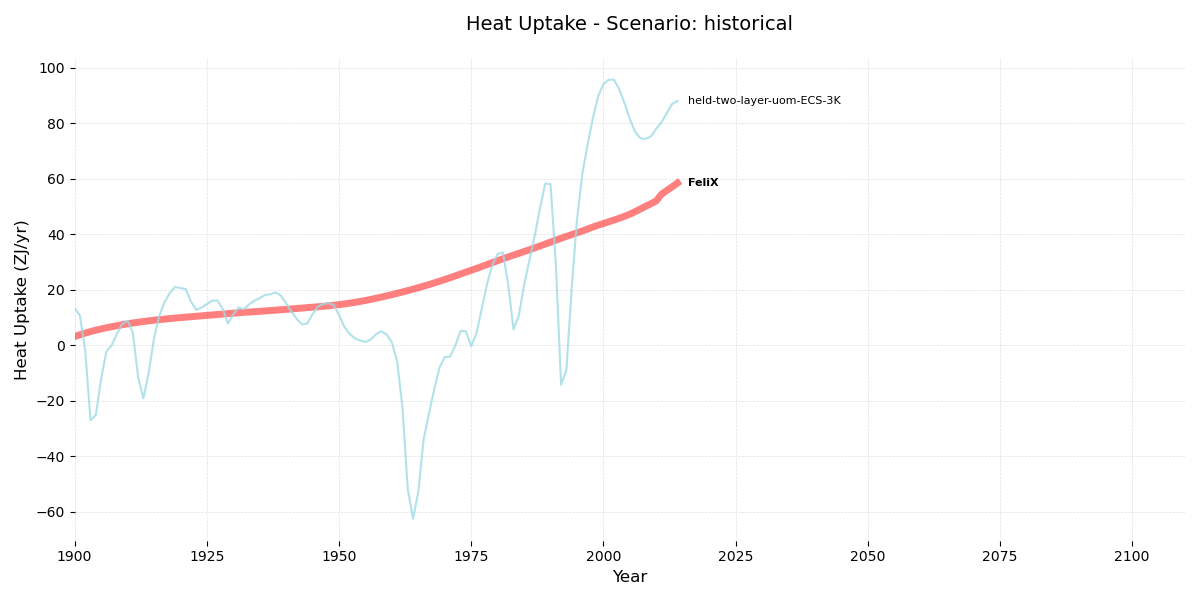 Heat Uptake - Scenario: historical
Heat Uptake (ZJ/yr)
100
80
60
40
20
0
−20
−40
−60
held-two-layer-uom-ECS-3K
FeliX
1900 1925 1950 1975 2000 2025 2050 2075 2100
Year